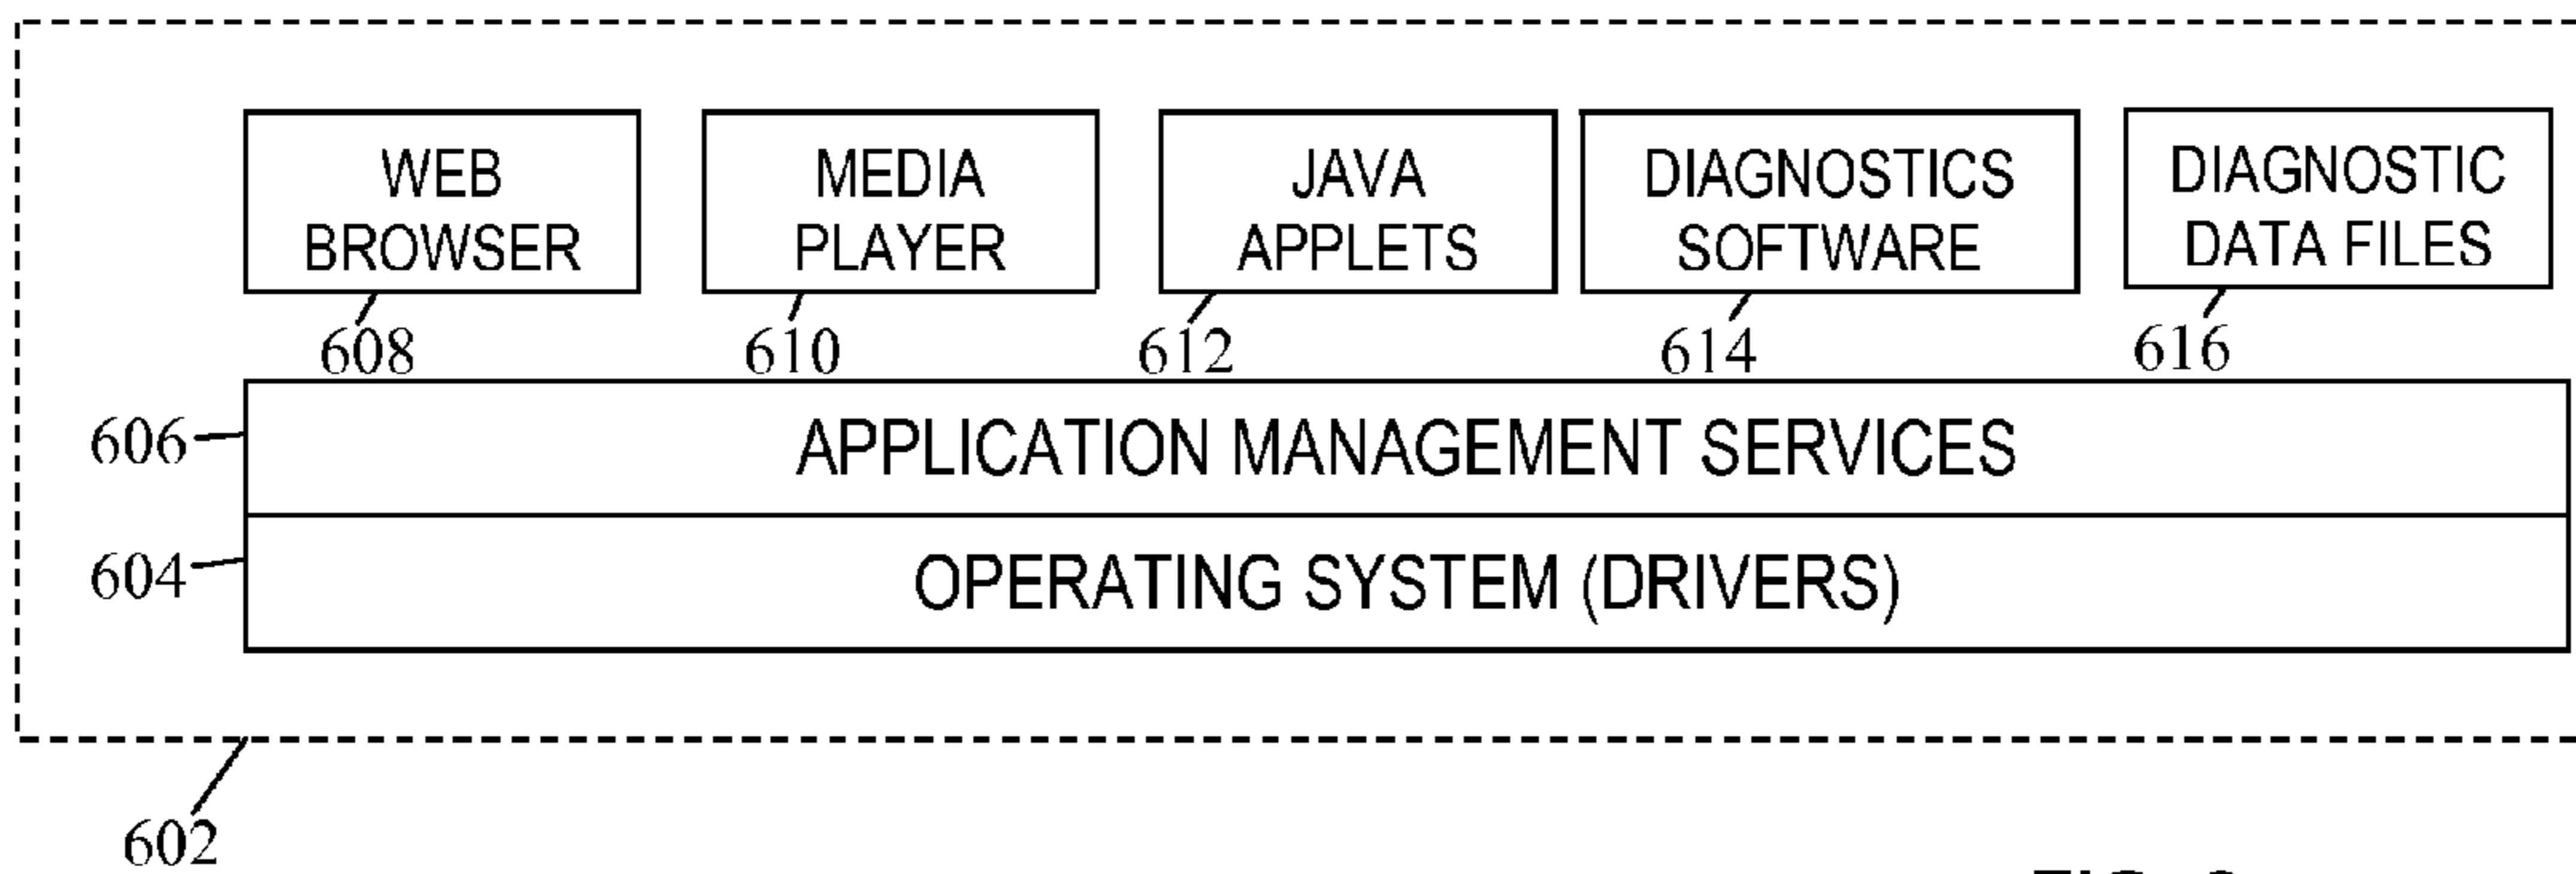 WEB
BROWSER
MEDIA
PLAYER
JAVA
APPLETS
DIAGNOSTICS
SOFTWARE
DIAGNOSTIC
DATA FILES
608
610
612
614
616
606
APPLICATION MANAGEMENT SERVICES
604
OPERATING SYSTEM (DRIVERS)
602